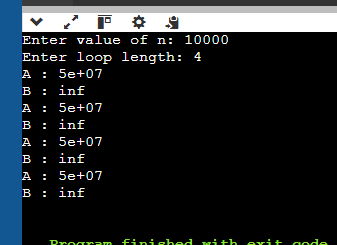 Enter value of n: 10000
Enter loop length: 4
A : 5e+07
B : inf
A : 5e+07
B : inf
A : 5e+07
B : inf
A : 5e+07
B : inf
Program finished with exit code